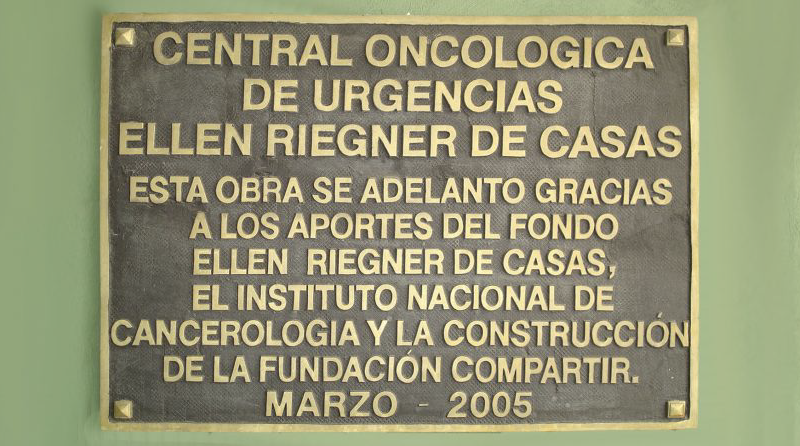 CENTRAL ONCOLOGICA
DE URGENCIAS
ELLEN RIEGNER DE CASAS
ESTA OBRA SE ADELANTO GRACIAS
A LOS APORTES DEL FONDO
ELLEN RIEGNER DE CASAS,
EL INSTITUTO NACIONAL DE
CANCEROLOGIA Y LA CONSTRUCCIÓN
DE LA FUNDACIÓN COMPARTIR.
MARZO - 2005